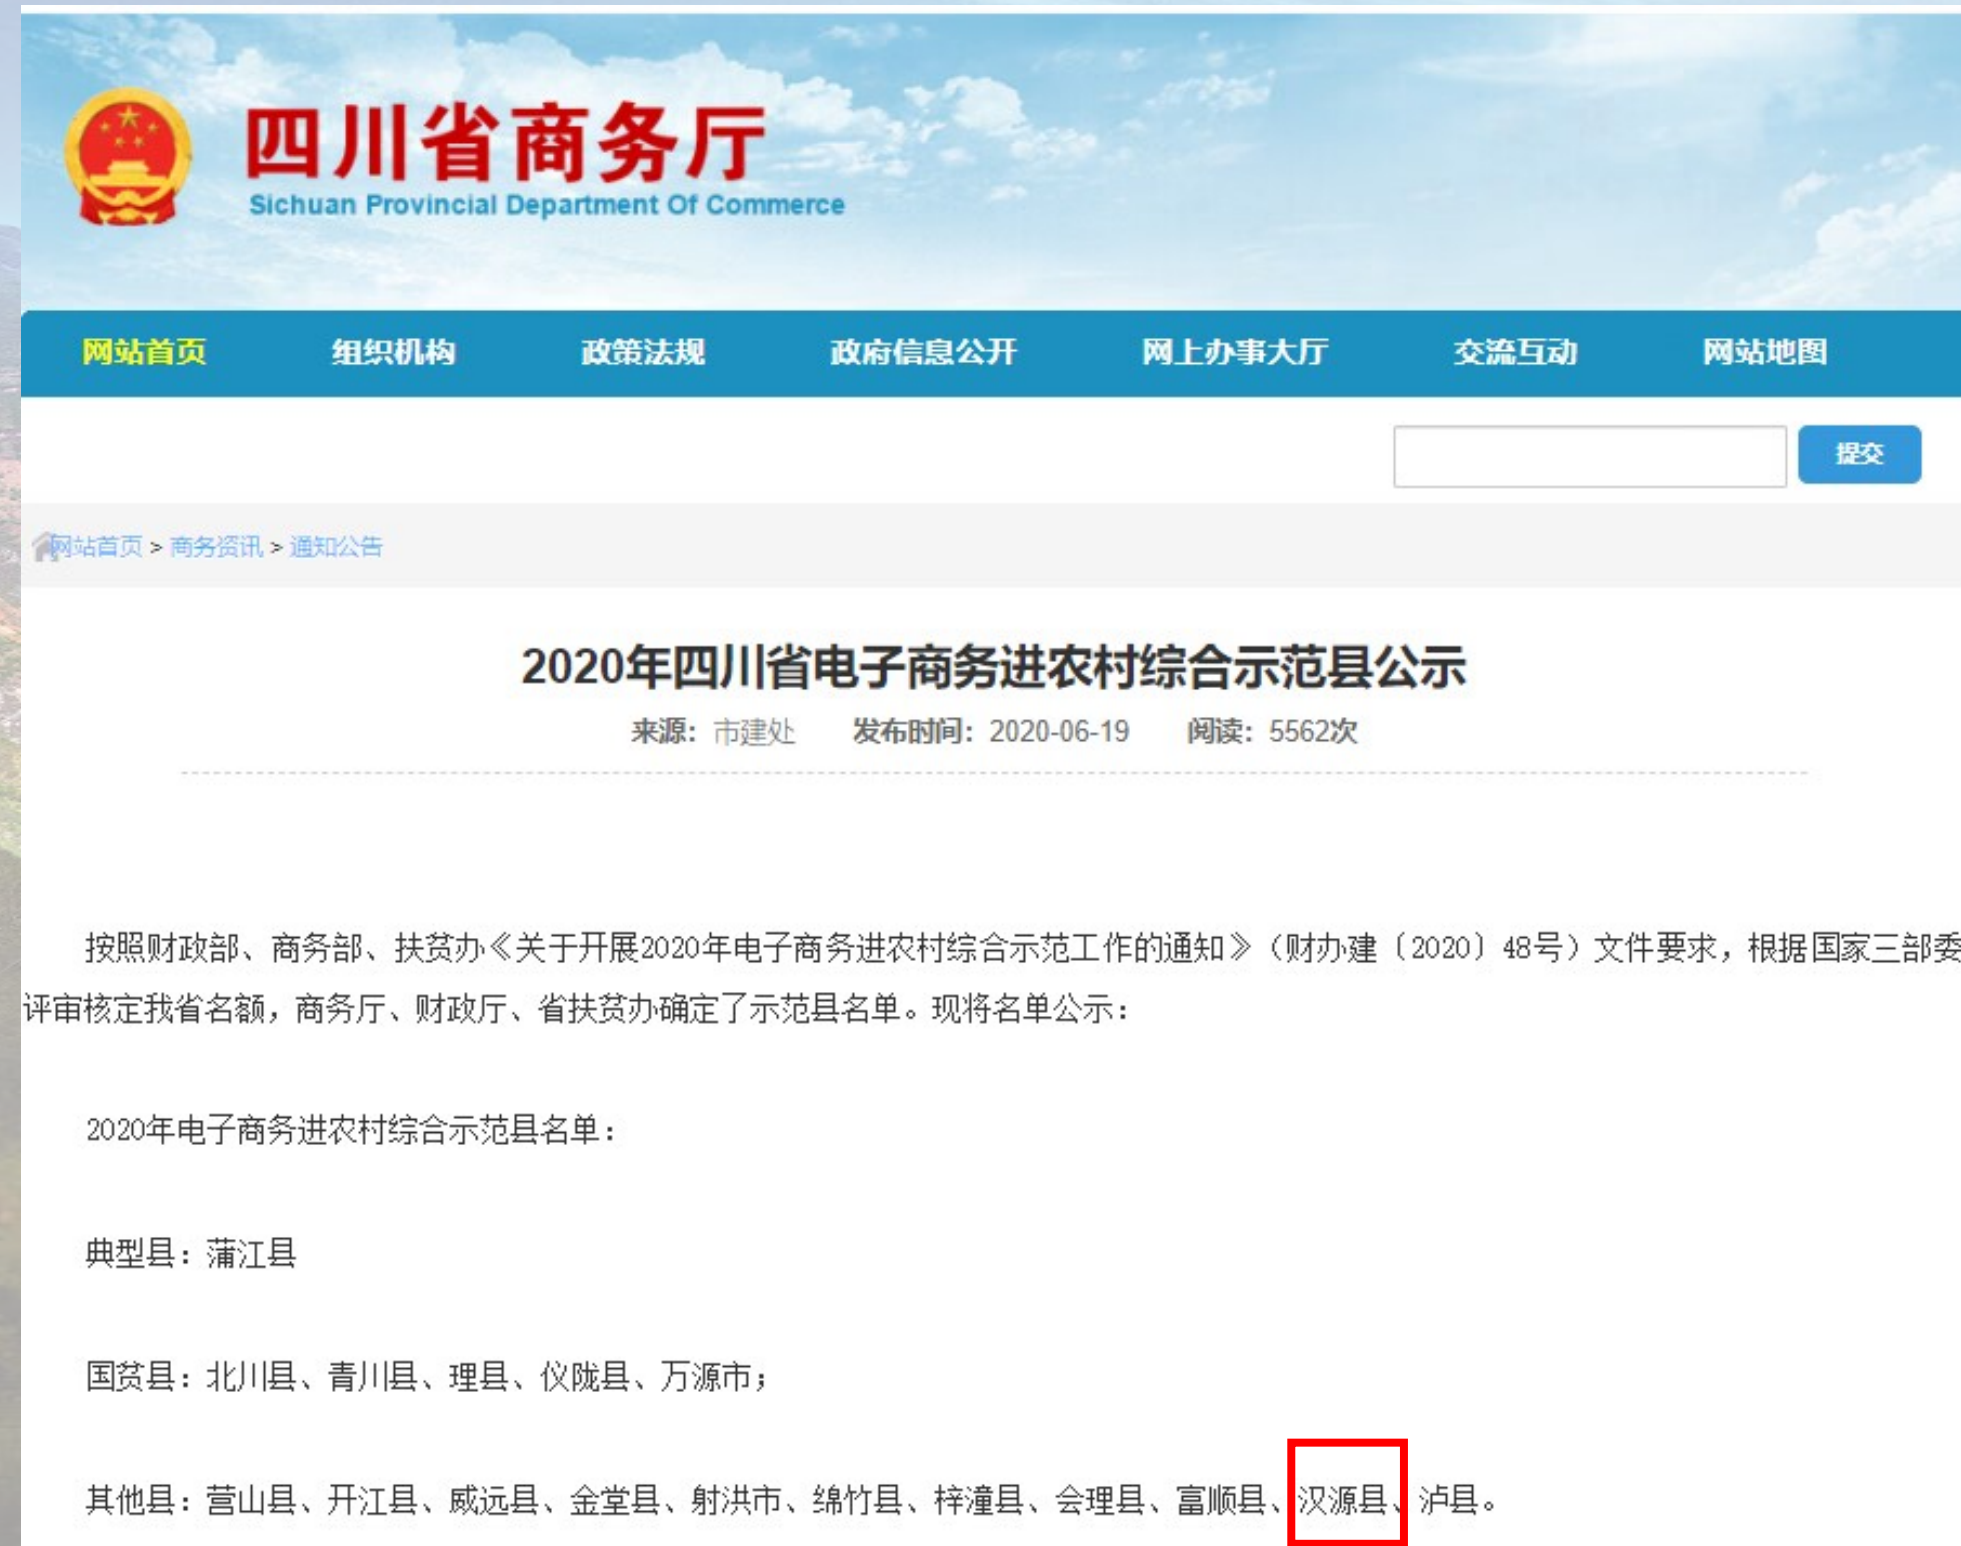 四川省商务厅
Sichuan Provincial Department Of Commerce
网站首页 组织机构 政策法规 政府信息公开 网上办事大厅 交流互动 网站地图
提交
网站首页 > 商务资讯 > 通知公告
2020年四川省电子商务进农村综合示范县公示
来源：市建处 发布时间：2020-06-19 阅读：5562次
按照财政部、商务部、扶贫办《关于开展2020年电子商务进农村综合示范工作的通知》（财办建〔2020〕48号）文件要求，根据国家三部委
评审核定我省名额，商务厅、财政厅、省扶贫办确定了示范县名单。现将名单公示：
2020年电子商务进农村综合示范县名单：
典型县：蒲江县
国贫县：北川县、青川县、理县、仪陇县、万源市；
其他县：营山县、开江县、威远县、金堂县、射洪市、绵竹县、梓潼县、会理县、富顺县、汉源县、泸县。